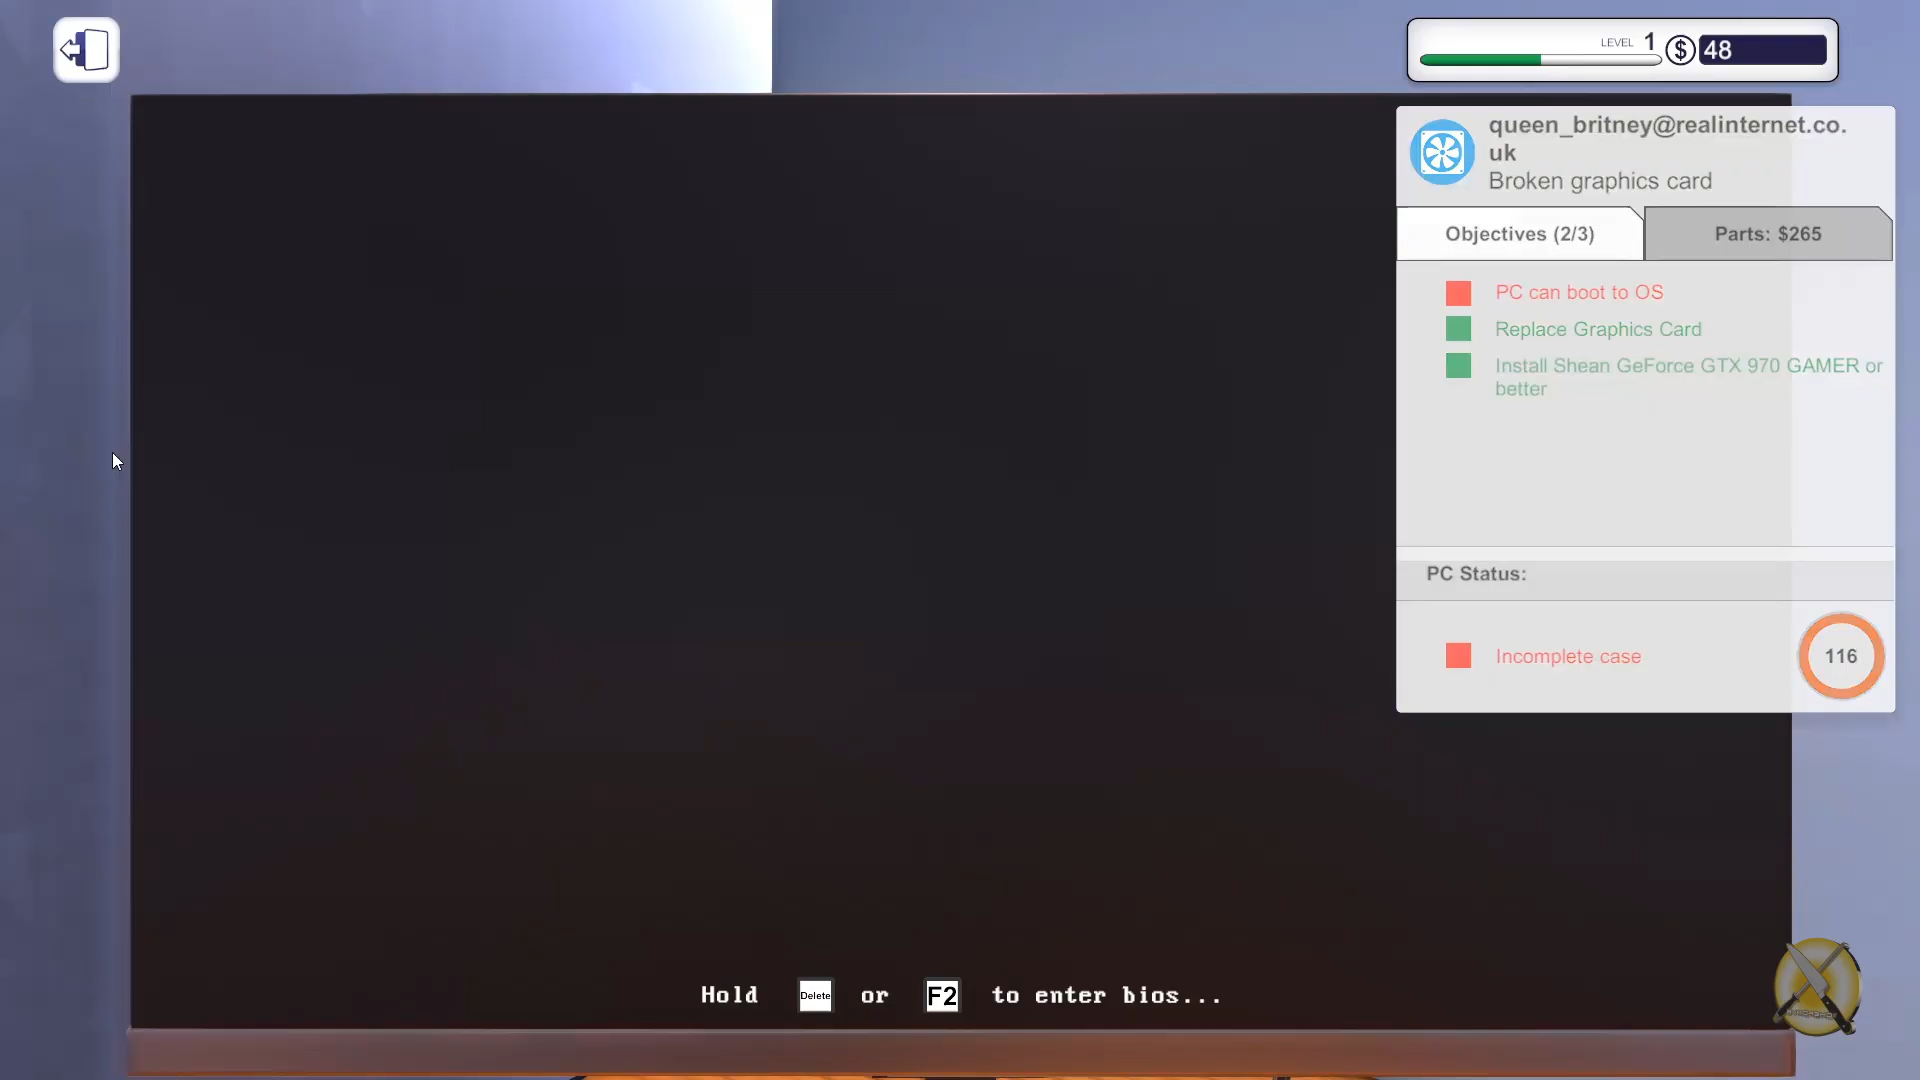 LEVEL 1
$ 48
queen_britney@realinternet.co.
uk
Broken graphics card
Objectives (2/3)
Parts: $265
PC can boot to OS
Replace Graphics Card
Install Shean GeForce GTX 970 GAMER or
better
PC Status:
Incomplete case
116
Hold Delete or F2 to enter bios...